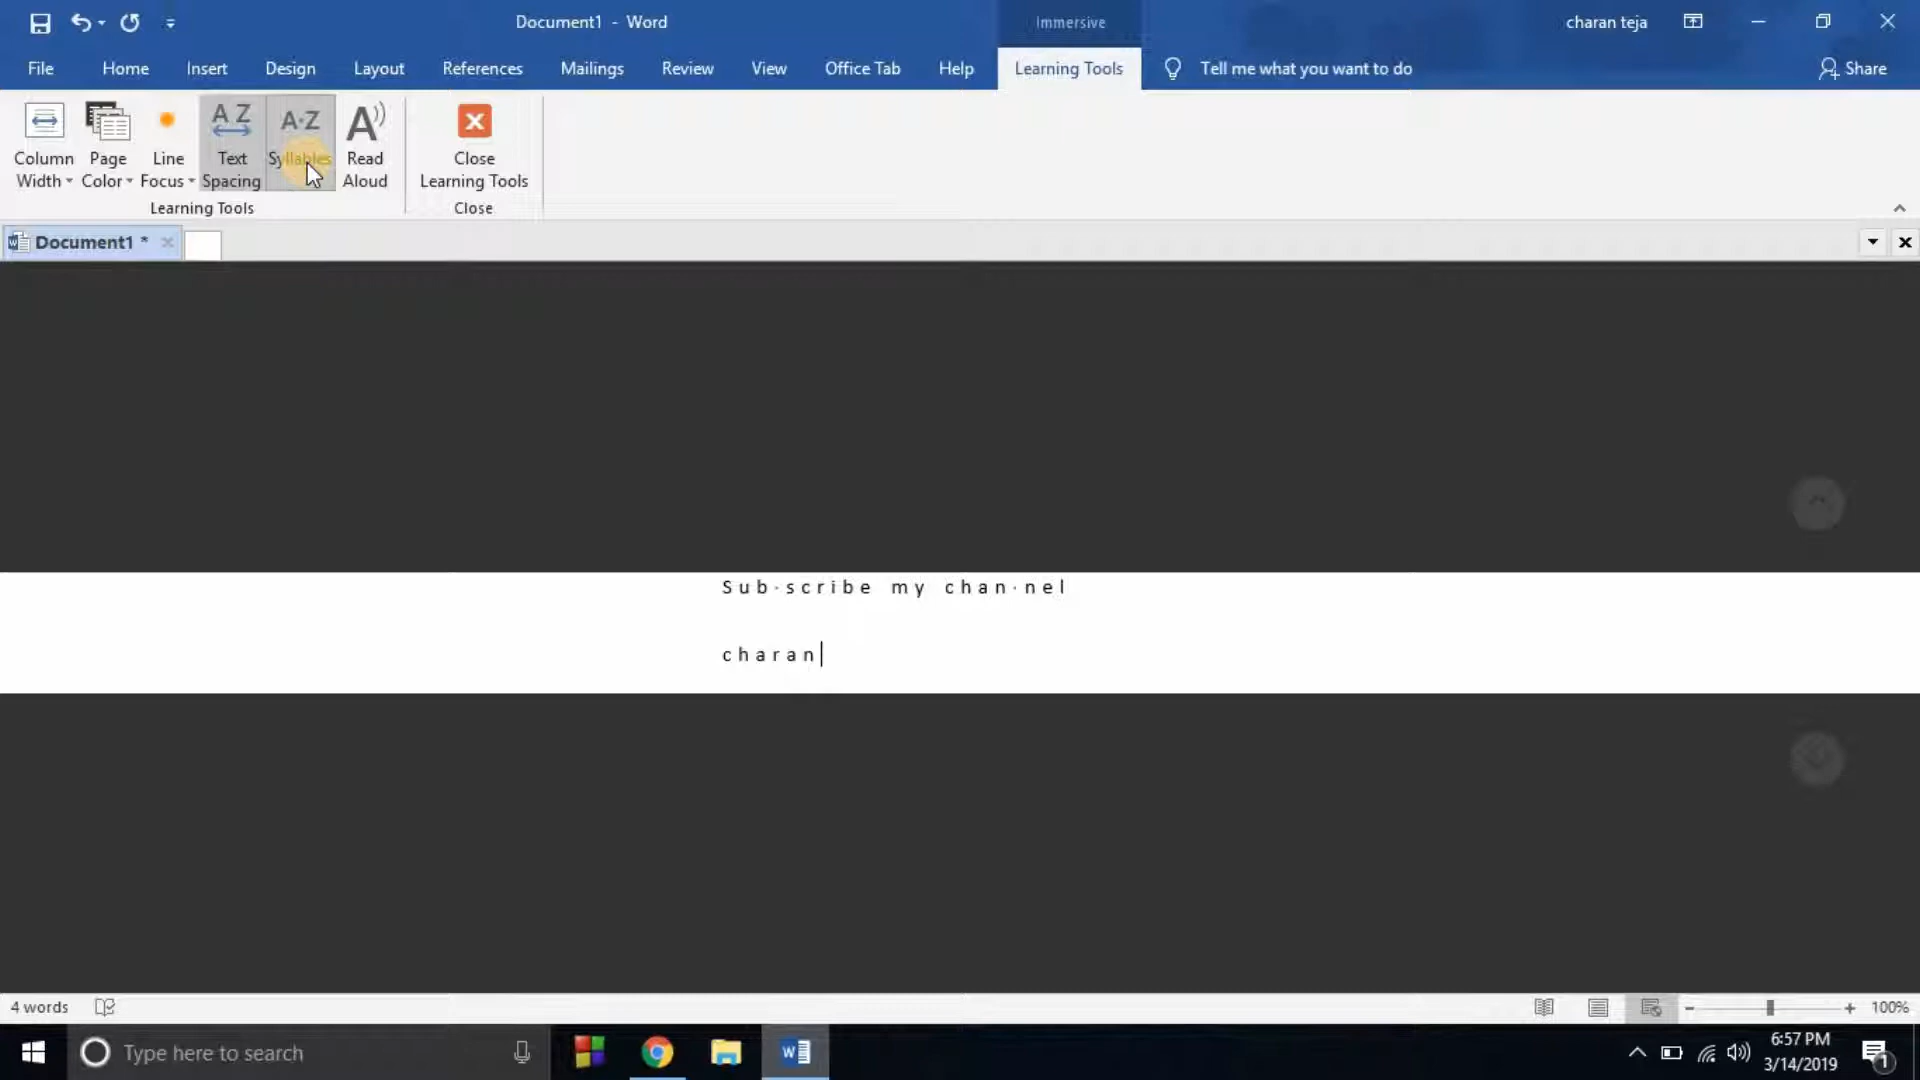 Document1 - Word
Immersive
charan teja
File
Home
Insert
Design
Layout
References
Mailings
Review
View
Office Tab
Help
Learning Tools
Tell me what you want to do
Share
Column Width
Page Color
Line Focus
A Z
Text Spacing
A·Z
Syllables
A
Read Aloud
Close Learning Tools
Learning Tools
Close
Document1 *
Sub·scribe my chan·nel
charan
4 words
100%
Type here to search
6:57 PM
3/14/2019
1